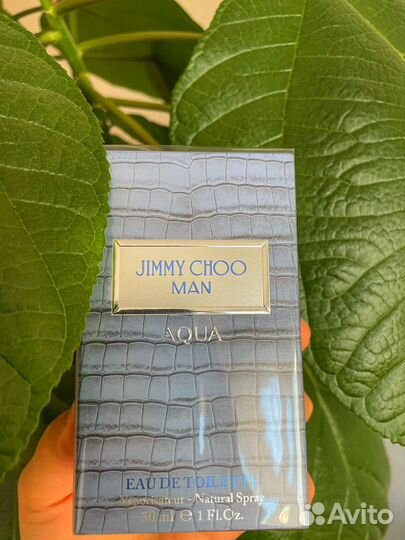 JIMMY CHOO
MAN
AQUA
EAU DE TOILETTE
Vaporisateur - Natural Spray
30 ml e 1 Fl.Oz.
Avito